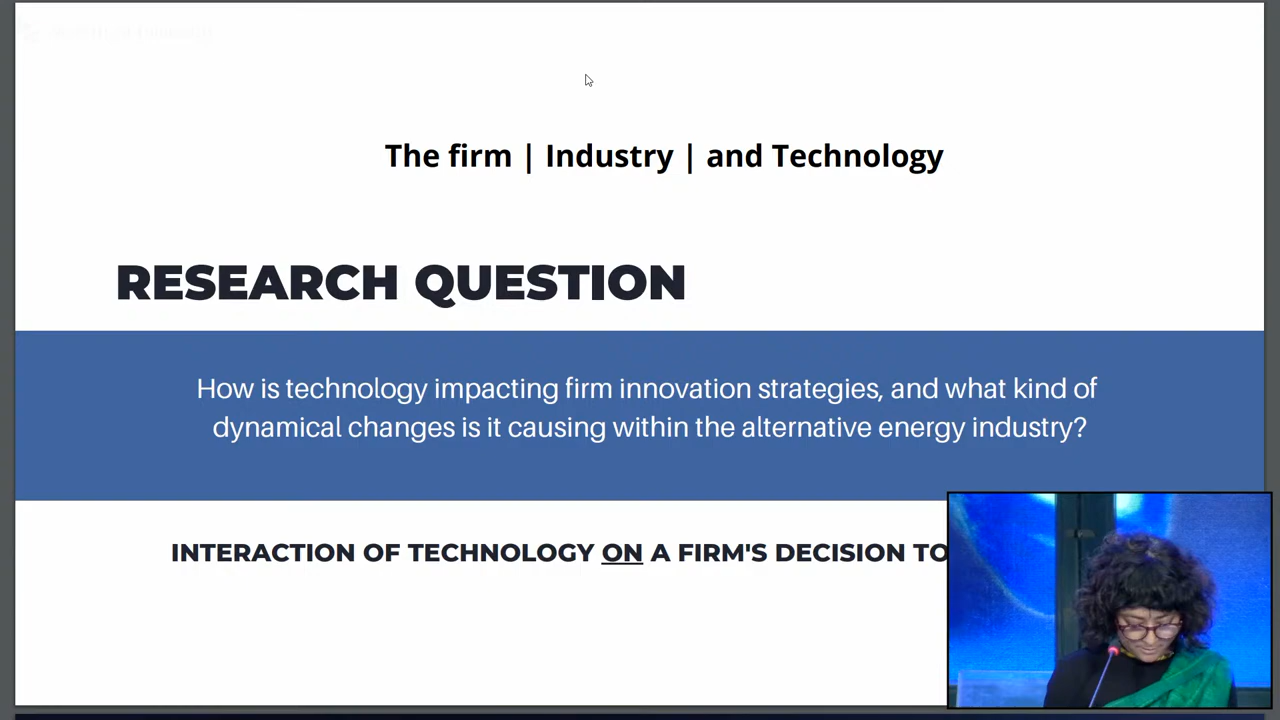 The firm | Industry | and Technology
RESEARCH QUESTION
How is technology impacting firm innovation strategies, and what kind of
dynamical changes is it causing within the alternative energy industry?
INTERACTION OF TECHNOLOGY ON A FIRM'S DECISION TO